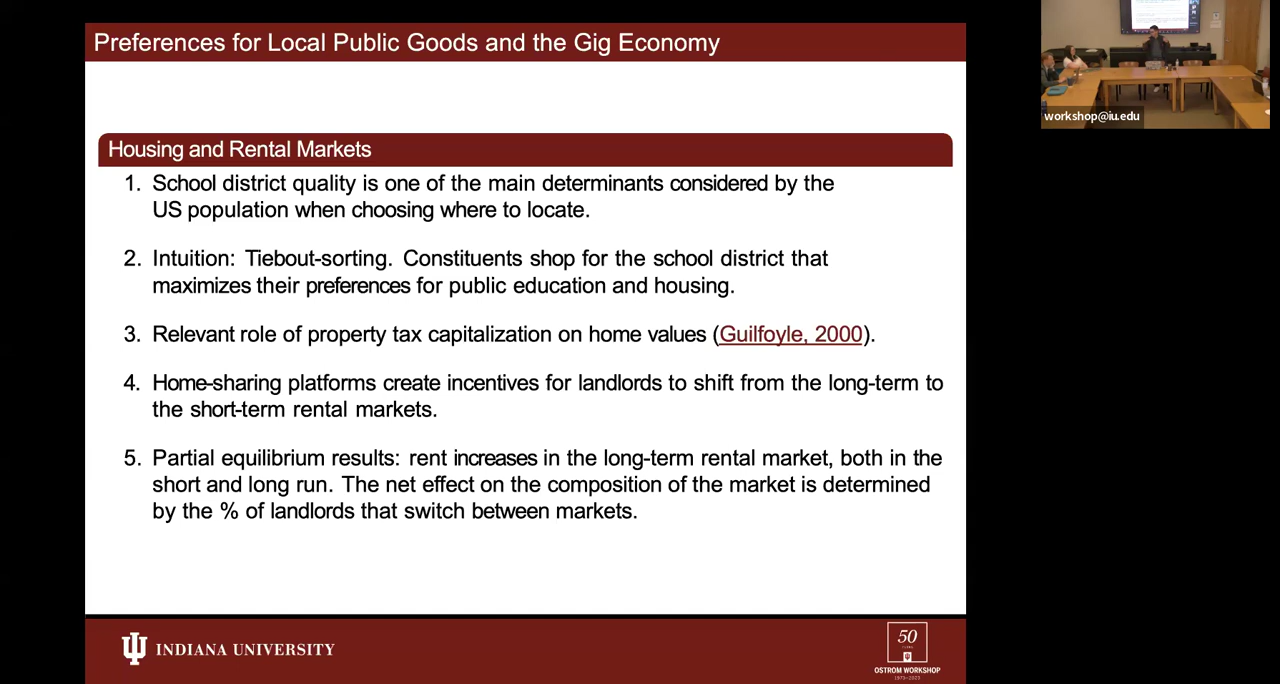 Preferences for Local Public Goods and the Gig Economy
workshop@iu.edu
Housing and Rental Markets
1. School district quality is one of the main determinants considered by the
US population when choosing where to locate.
2. Intuition: Tiebout-sorting. Constituents shop for the school district that
maximizes their preferences for public education and housing.
3. Relevant role of property tax capitalization on home values (Guilfoyle, 2000).
4. Home-sharing platforms create incentives for landlords to shift from the long-term to
the short-term rental markets.
5. Partial equilibrium results: rent increases in the long-term rental market, both in the
short and long run. The net effect on the composition of the market is determined
by the % of landlords that switch between markets.
INDIANA UNIVERSITY
50
YEARS
OSTROM WORKSHOP
1973-2023